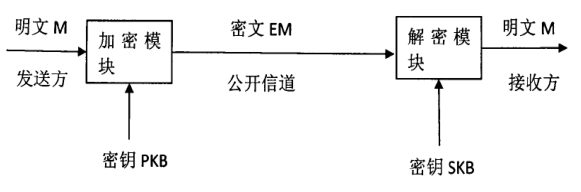 明文 M
加密模
块
密文 EM
解密模
块
明文 M
发送方
公开信道
接收方
密钥 PKB
密钥 SKB